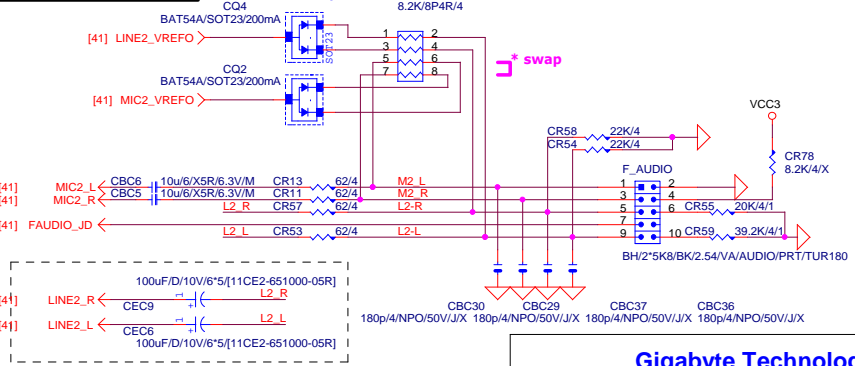 CQ4
BAT54A/SOT23/200mA
8.2K/8P4R/4
[41] LINE2_VREFO
SOT23
1 2
3 4
5 6
7 8
* swap
CQ2
BAT54A/SOT23/200mA
[41] MIC2_VREFO
VCC3
CR58 22K/4
CR54 22K/4
CR78
8.2K/4/X
F_AUDIO
[41] MIC2_L CBC6 10u/6/X5R/6.3V/M CR13 62/4 M2_L 1 2
[41] MIC2_R CBC5 10u/6/X5R/6.3V/M CR11 62/4 M2_R 3 4
L2_R CR57 62/4 L2-R 5 6 CR55 20K/4/1
[41] FAUDIO_JD 7
L2_L CR53 62/4 L2-L 9 10 CR59 39.2K/4/1
BH/2*5K8/BK/2.54/VA/AUDIO/PRT/TUR180
100uF/D/10V/6*5/[11CE2-651000-05R]
[41] LINE2_R 1 + L2_R
CEC9
[41] LINE2_L 1 + L2_L
CEC6
100uF/D/10V/6*5/[11CE2-651000-05R]
CBC30 CBC29 CBC37 CBC36
180p/4/NPO/50V/J/X 180p/4/NPO/50V/J/X 180p/4/NPO/50V/J/X 180p/4/NPO/50V/J/X
Gigabyte Technolo